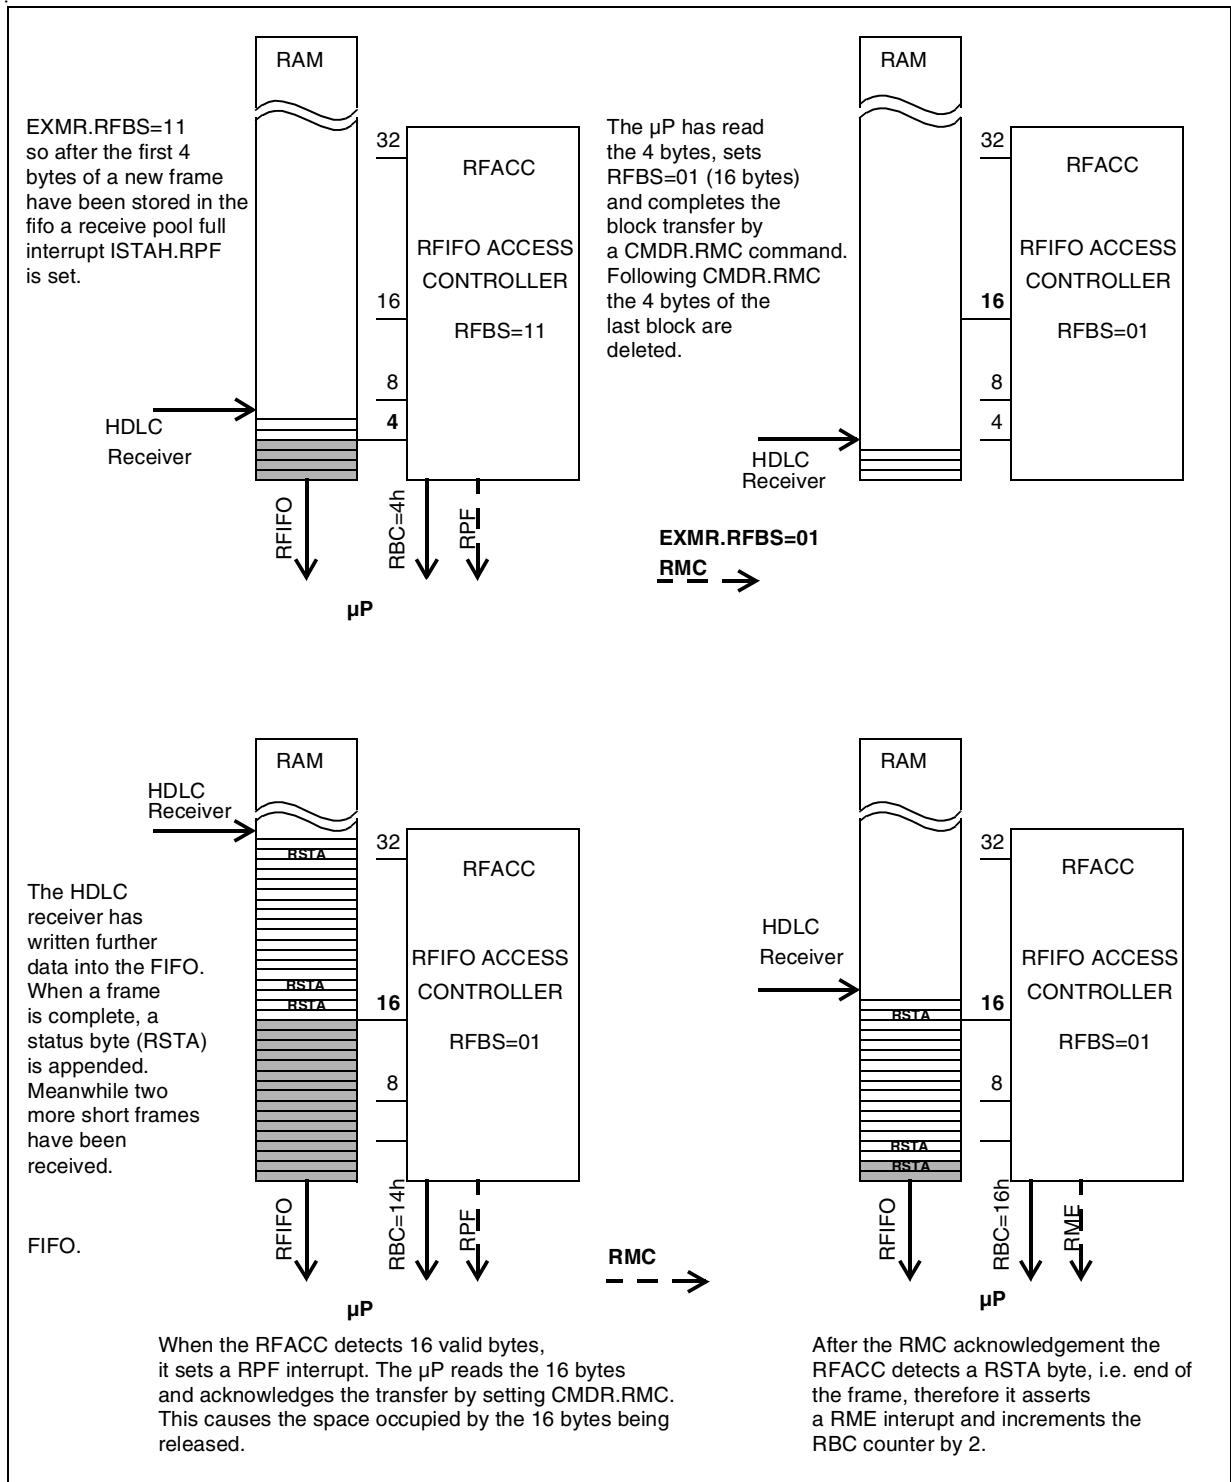 RAM
EXMR.RFBS=11
so after the first 4
bytes of a new frame
have been stored in the
fifo a receive pool full
interrupt ISTAH.RPF
is set.
32
RFACC
RFIFO ACCESS
CONTROLLER
16
RFBS=11
8
4
HDLC
Receiver
RFIFO
RBC=4h
RPF
µP
The µP has read
the 4 bytes, sets
RFBS=01 (16 bytes)
and completes the
block transfer by
a CMDR.RMC command.
Following CMDR.RMC
the 4 bytes of the
last block are
deleted.
RAM
32
RFACC
RFIFO ACCESS
CONTROLLER
16
RFBS=01
8
4
HDLC
Receiver
EXMR.RFBS=01
RMC
RAM
HDLC
Receiver
RSTA
32
RFACC
The HDLC
receiver has
written further
data into the FIFO.
When a frame
is complete, a
status byte (RSTA)
is appended.
Meanwhile two
more short frames
have been
received.
RFIFO ACCESS
CONTROLLER
RSTA
RSTA
16
RFBS=01
8
RFIFO
RBC=14h
RPF
FIFO.
µP
RMC
When the RFACC detects 16 valid bytes,
it sets a RPF interrupt. The µP reads the 16 bytes
and acknowledges the transfer by setting CMDR.RMC.
This causes the space occupied by the 16 bytes being
released.
RAM
32
RFACC
HDLC
Receiver
RFIFO ACCESS
CONTROLLER
16
RSTA
RFBS=01
8
RSTA
RSTA
RFIFO
RBC=16h
RME
µP
After the RMC acknowledgement the
RFACC detects a RSTA byte, i.e. end of
the frame, therefore it asserts
a RME interupt and increments the
RBC counter by 2.